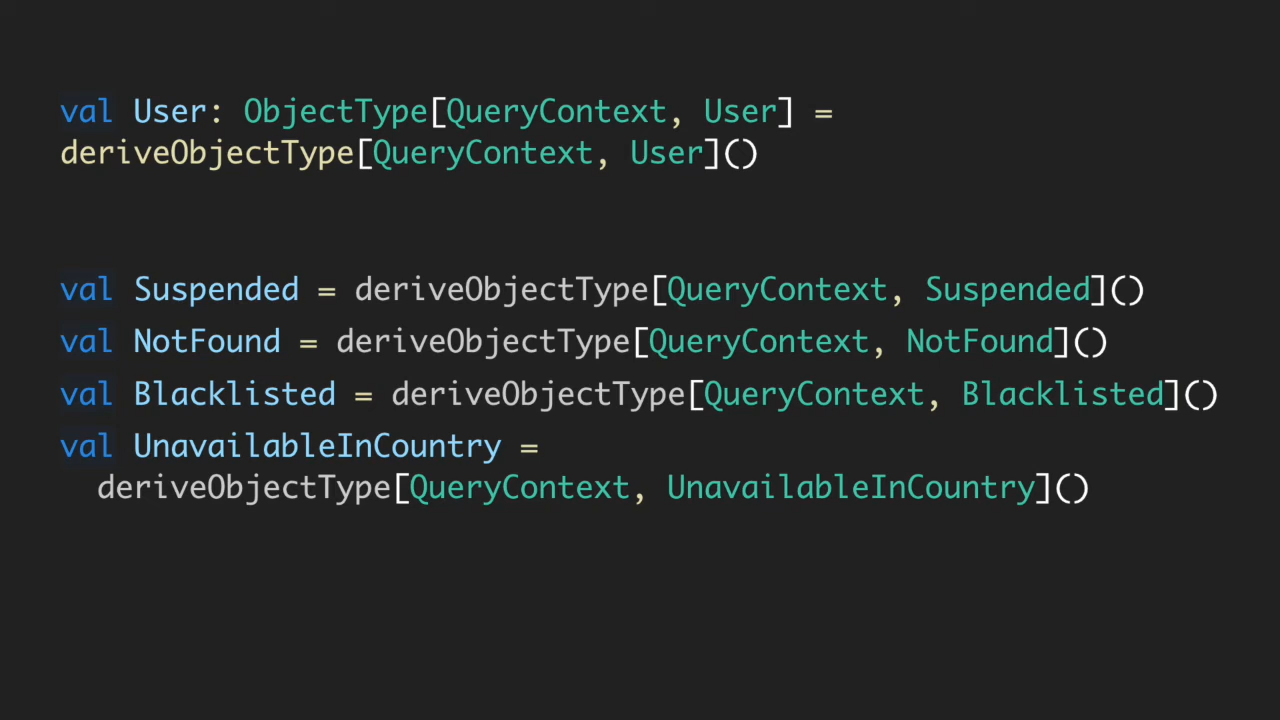 val User: ObjectType[QueryContext, User] =
deriveObjectType[QueryContext, User]()
val Suspended = deriveObjectType[QueryContext, Suspended]()
val NotFound = deriveObjectType[QueryContext, NotFound]()
val Blacklisted = deriveObjectType[QueryContext, Blacklisted]()
val UnavailableInCountry =
  deriveObjectType[QueryContext, UnavailableInCountry]()